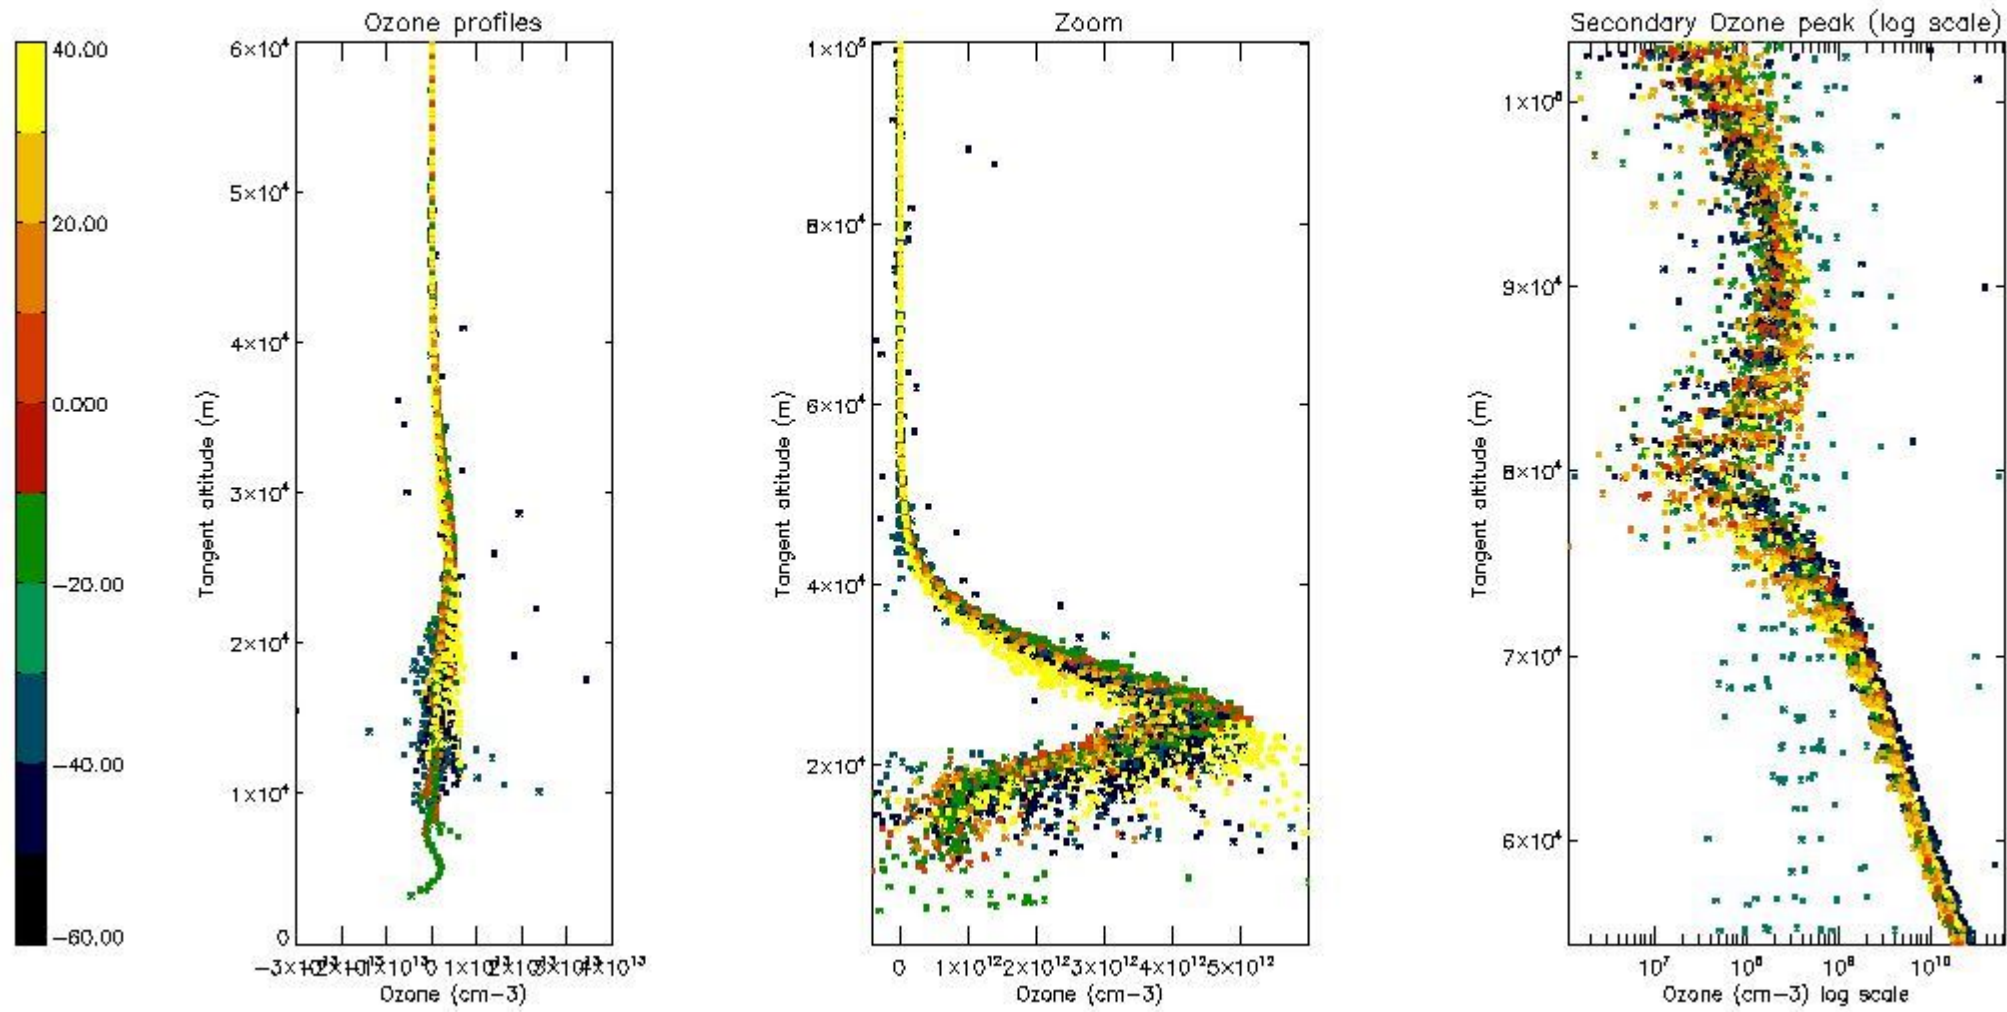 Ozone profiles
Zoom
Secondary Ozone peak (log scale)
40.00
20.00
0.000
−20.00
−40.00
−60.00
6×10⁴
5×10⁴
4×10⁴
3×10⁴
2×10⁴
1×10⁴
0
Tangent altitude (m)
0
4×10¹³
Ozone (cm−3)
1×10⁵
8×10⁴
6×10⁴
4×10⁴
2×10⁴
Tangent altitude (m)
0 1×10¹² 2×10¹² 3×10¹² 4×10¹² 5×10¹²
Ozone (cm−3)
9×10⁴
8×10⁴
7×10⁴
6×10⁴
Tangent altitude (m)
10⁷ 10⁸ 10⁹ 10¹⁰
Ozone (cm−3) log scale